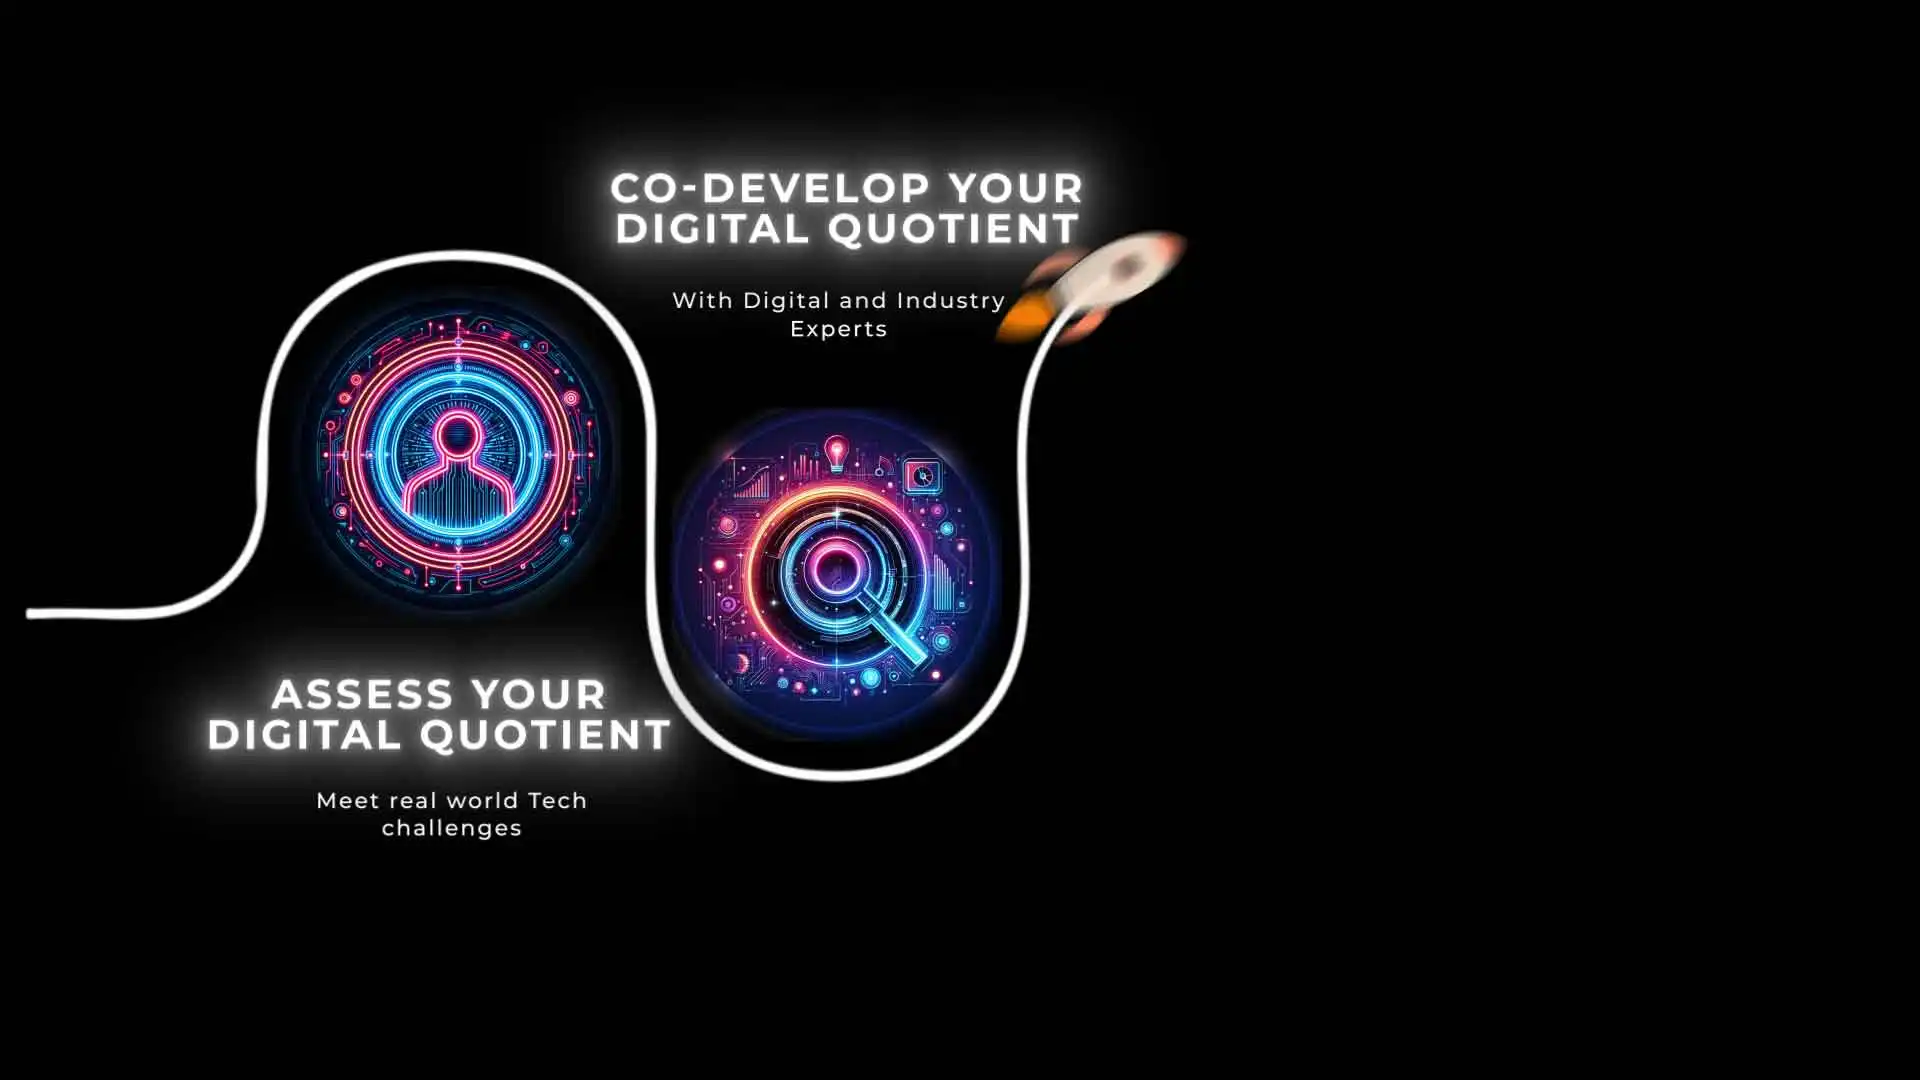 CO-DEVELOP YOUR
DIGITAL QUOTIENT
With Digital and Industry
Experts
ASSESS YOUR
DIGITAL QUOTIENT
Meet real world Tech
challenges